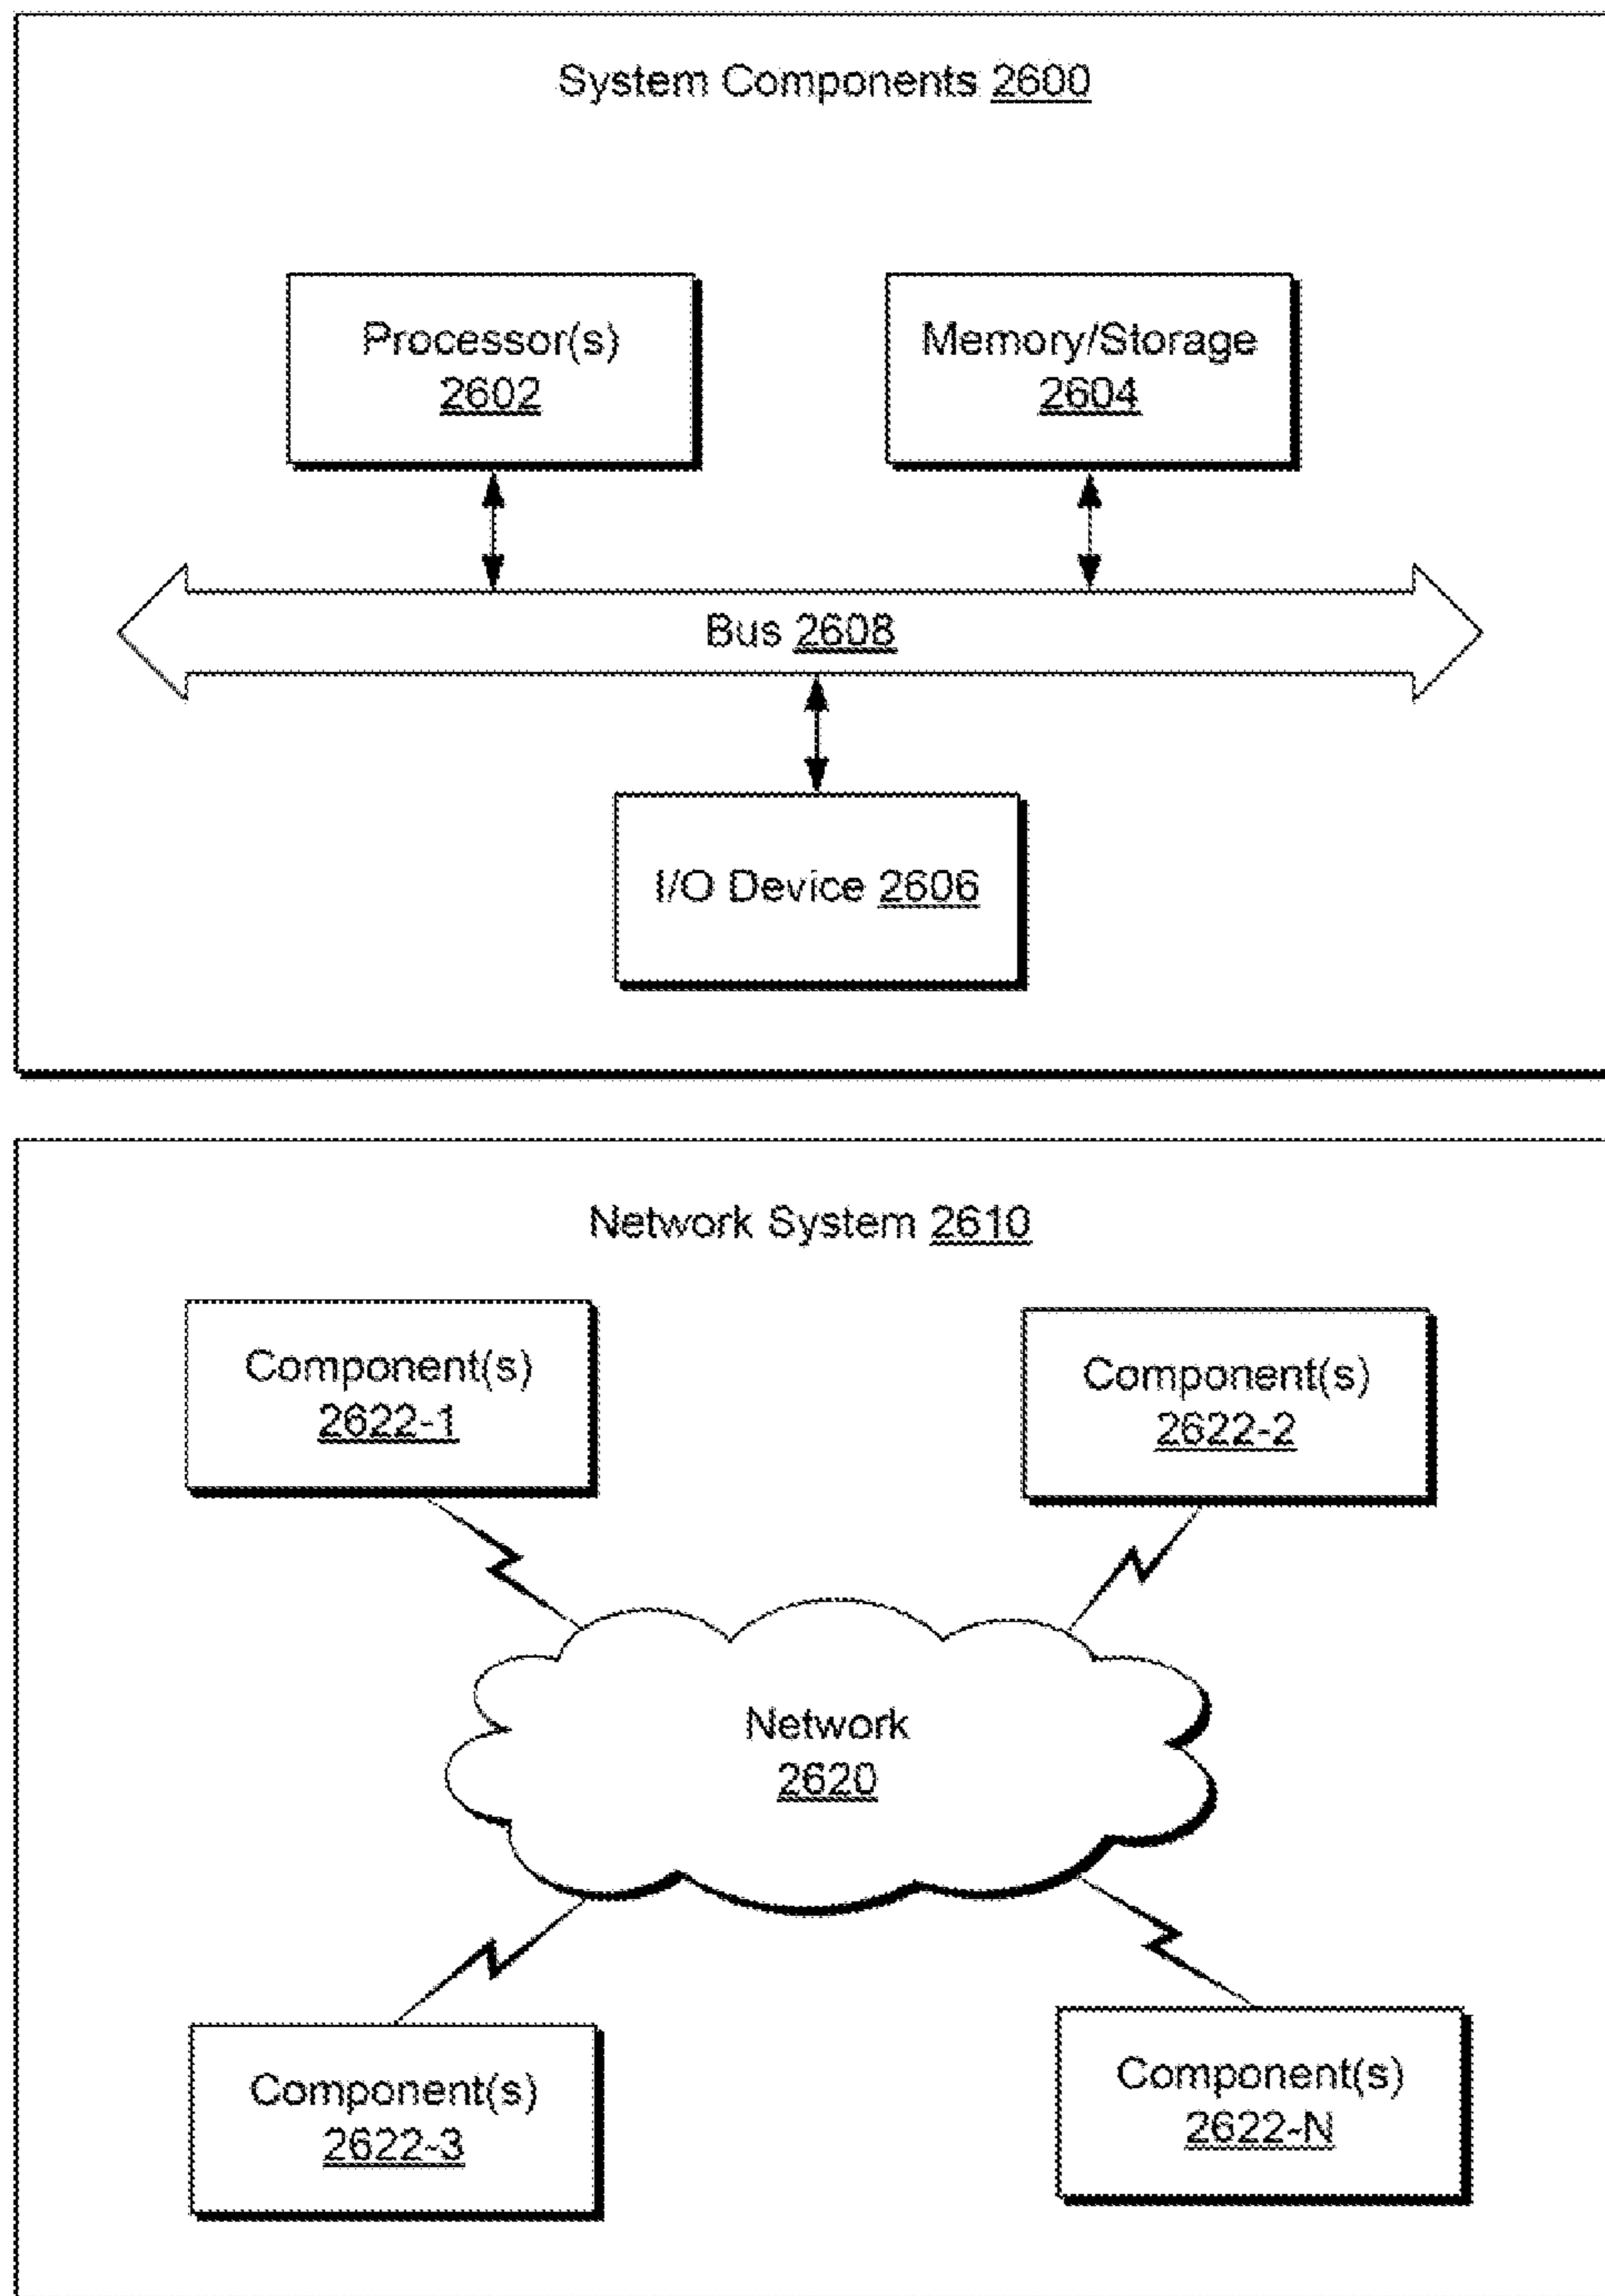 System Components 2600
Processor(s)
2602
Memory/Storage
2604
Bus 2608
I/O Device 2606
Network System 2610
Component(s)
2622-1
Component(s)
2622-2
Network
2620
Component(s)
2622-3
Component(s)
2622-N